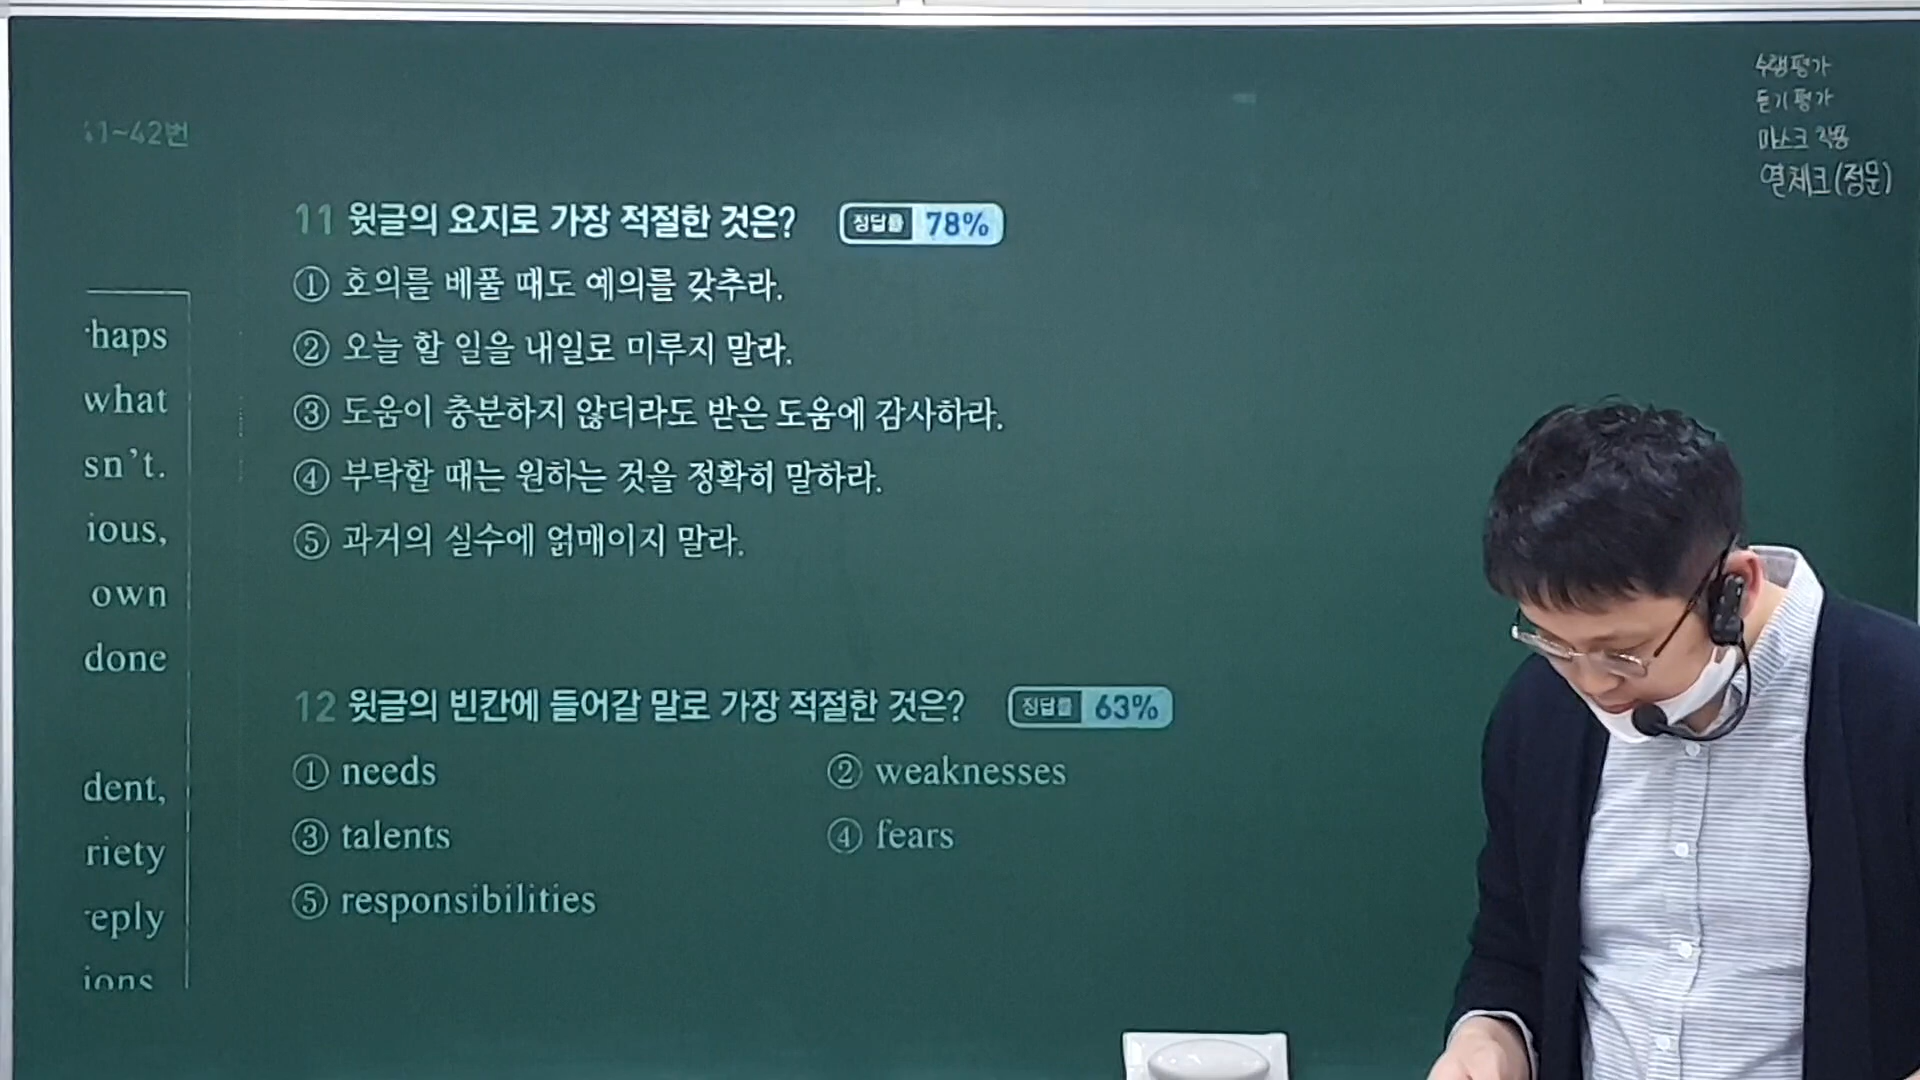 수행평가
듣기 평가
마스크 착용
열체크(정문)
1~42번
haps
what
sn't.
ious,
own
done
dent,
riety
reply
ions
11 윗글의 요지로 가장 적절한 것은? 정답률 78%
① 호의를 베풀 때도 예의를 갖추라.
② 오늘 할 일을 내일로 미루지 말라.
③ 도움이 충분하지 않더라도 받은 도움에 감사하라.
④ 부탁할 때는 원하는 것을 정확히 말하라.
⑤ 과거의 실수에 얽매이지 말라.
12 윗글의 빈칸에 들어갈 말로 가장 적절한 것은? 정답률 63%
① needs ② weaknesses
③ talents ④ fears
⑤ responsibilities